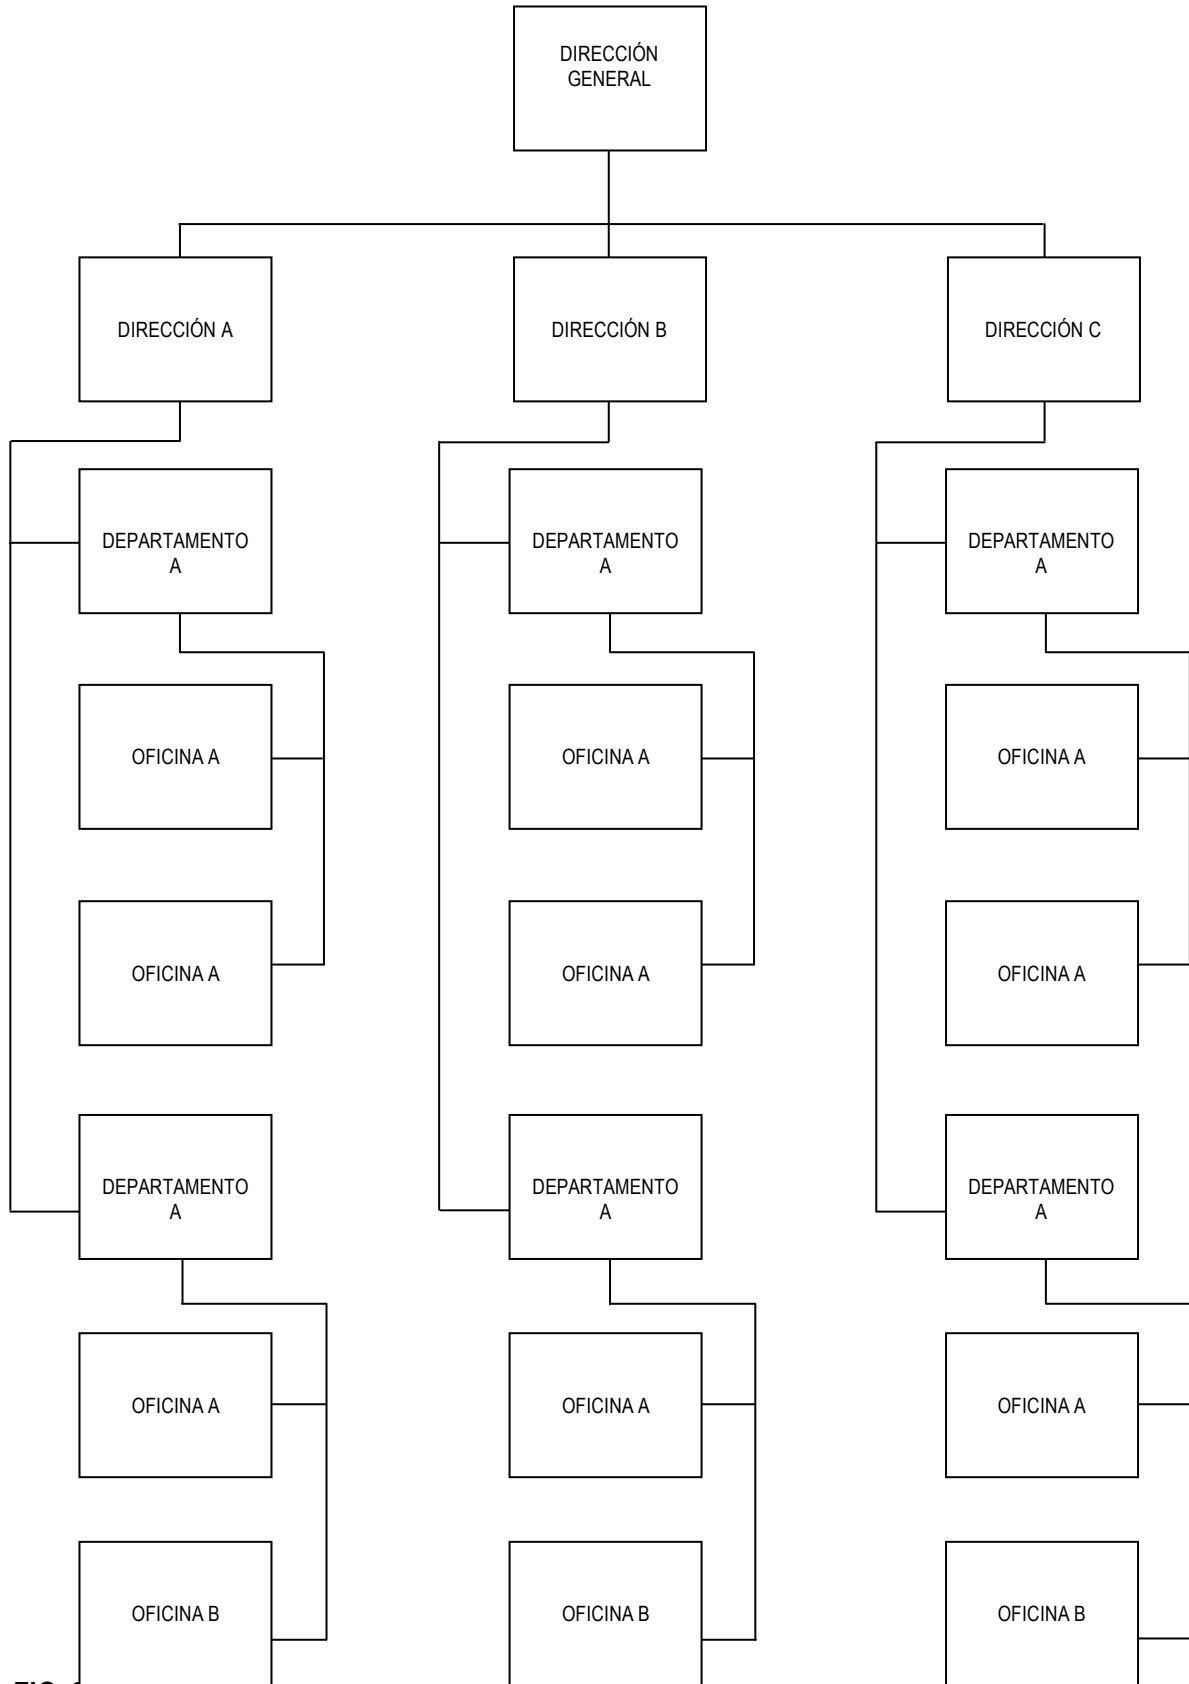 DIRECCIÓN
GENERAL
DIRECCIÓN A
DIRECCIÓN B
DIRECCIÓN C
DEPARTAMENTO
A
DEPARTAMENTO
A
DEPARTAMENTO
A
OFICINA A
OFICINA A
OFICINA A
OFICINA A
OFICINA A
OFICINA A
DEPARTAMENTO
A
DEPARTAMENTO
A
DEPARTAMENTO
A
OFICINA A
OFICINA A
OFICINA A
OFICINA B
OFICINA B
OFICINA B